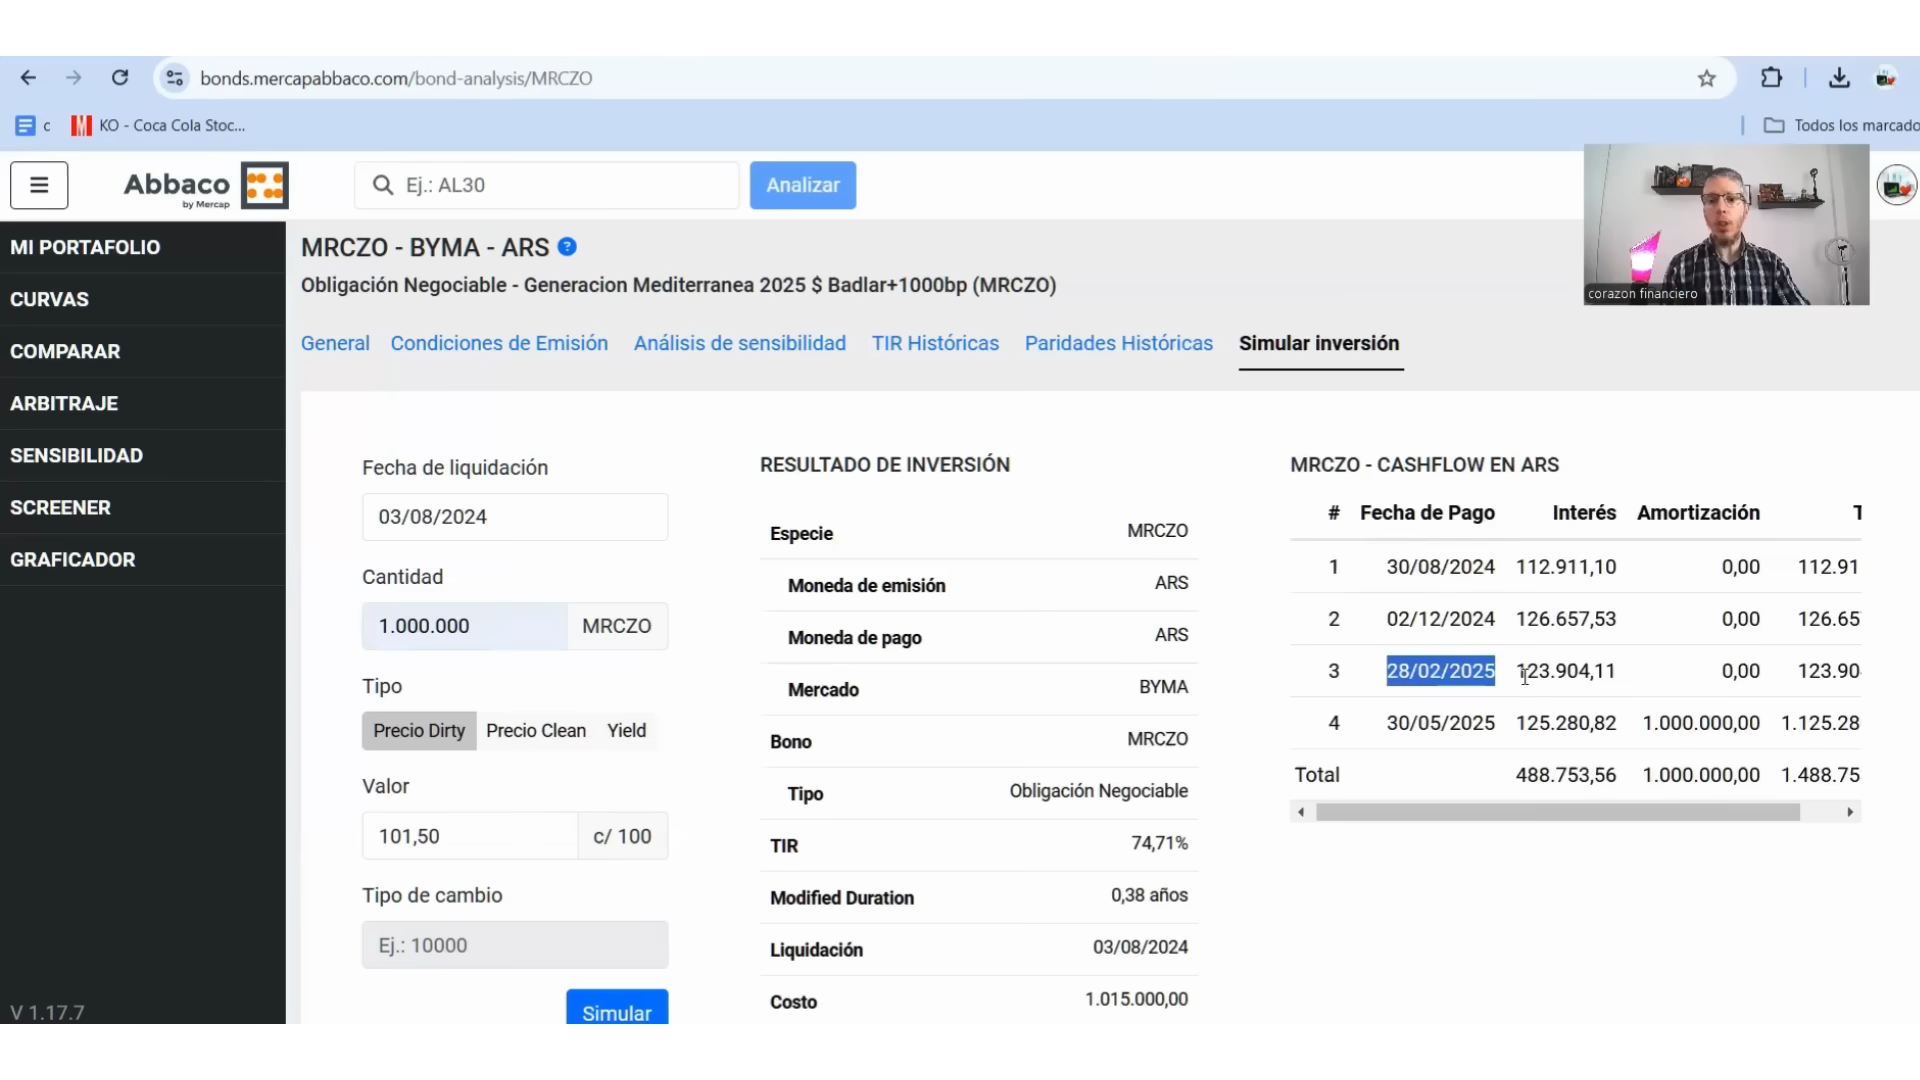 bonds.mercapabbaco.com/bond-analysis/MRCZO
c
KO - Coca Cola Stoc...
Todos los marcado
Abbaco
by Mercap
Ej.: AL30
Analizar
corazon financiero
MI PORTAFOLIO
CURVAS
COMPARAR
ARBITRAJE
SENSIBILIDAD
SCREENER
GRAFICADOR
V 1.17.7
MRCZO - BYMA - ARS ?
Obligación Negociable - Generacion Mediterranea 2025 $ Badlar+1000bp (MRCZO)
General Condiciones de Emisión Análisis de sensibilidad TIR Históricas Paridades Históricas Simular inversión
Fecha de liquidación
03/08/2024
Cantidad
1.000.000 MRCZO
Tipo
Precio Dirty Precio Clean Yield
Valor
101,50 c/ 100
Tipo de cambio
Ej.: 10000
Simular
RESULTADO DE INVERSIÓN
Especie MRCZO
Moneda de emisión ARS
Moneda de pago ARS
Mercado BYMA
Bono MRCZO
Tipo Obligación Negociable
TIR 74,71%
Modified Duration 0,38 años
Liquidación 03/08/2024
Costo 1.015.000,00
MRCZO - CASHFLOW EN ARS
# Fecha de Pago Interés Amortización T
1 30/08/2024 112.911,10 0,00 112.91
2 02/12/2024 126.657,53 0,00 126.65
3 28/02/2025 123.904,11 0,00 123.90
4 30/05/2025 125.280,82 1.000.000,00 1.125.28
Total 488.753,56 1.000.000,00 1.488.75